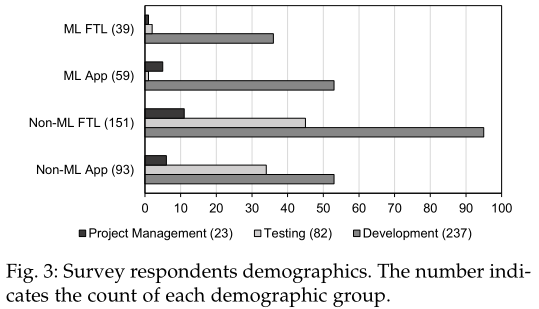 ML FTL (39)
ML App (59)
Non-ML FTL (151)
Non-ML App (93)
0 10 20 30 40 50 60 70 80 90 100
Project Management (23) Testing (82) Development (237)
Fig. 3: Survey respondents demographics. The number indi-
cates the count of each demographic group.